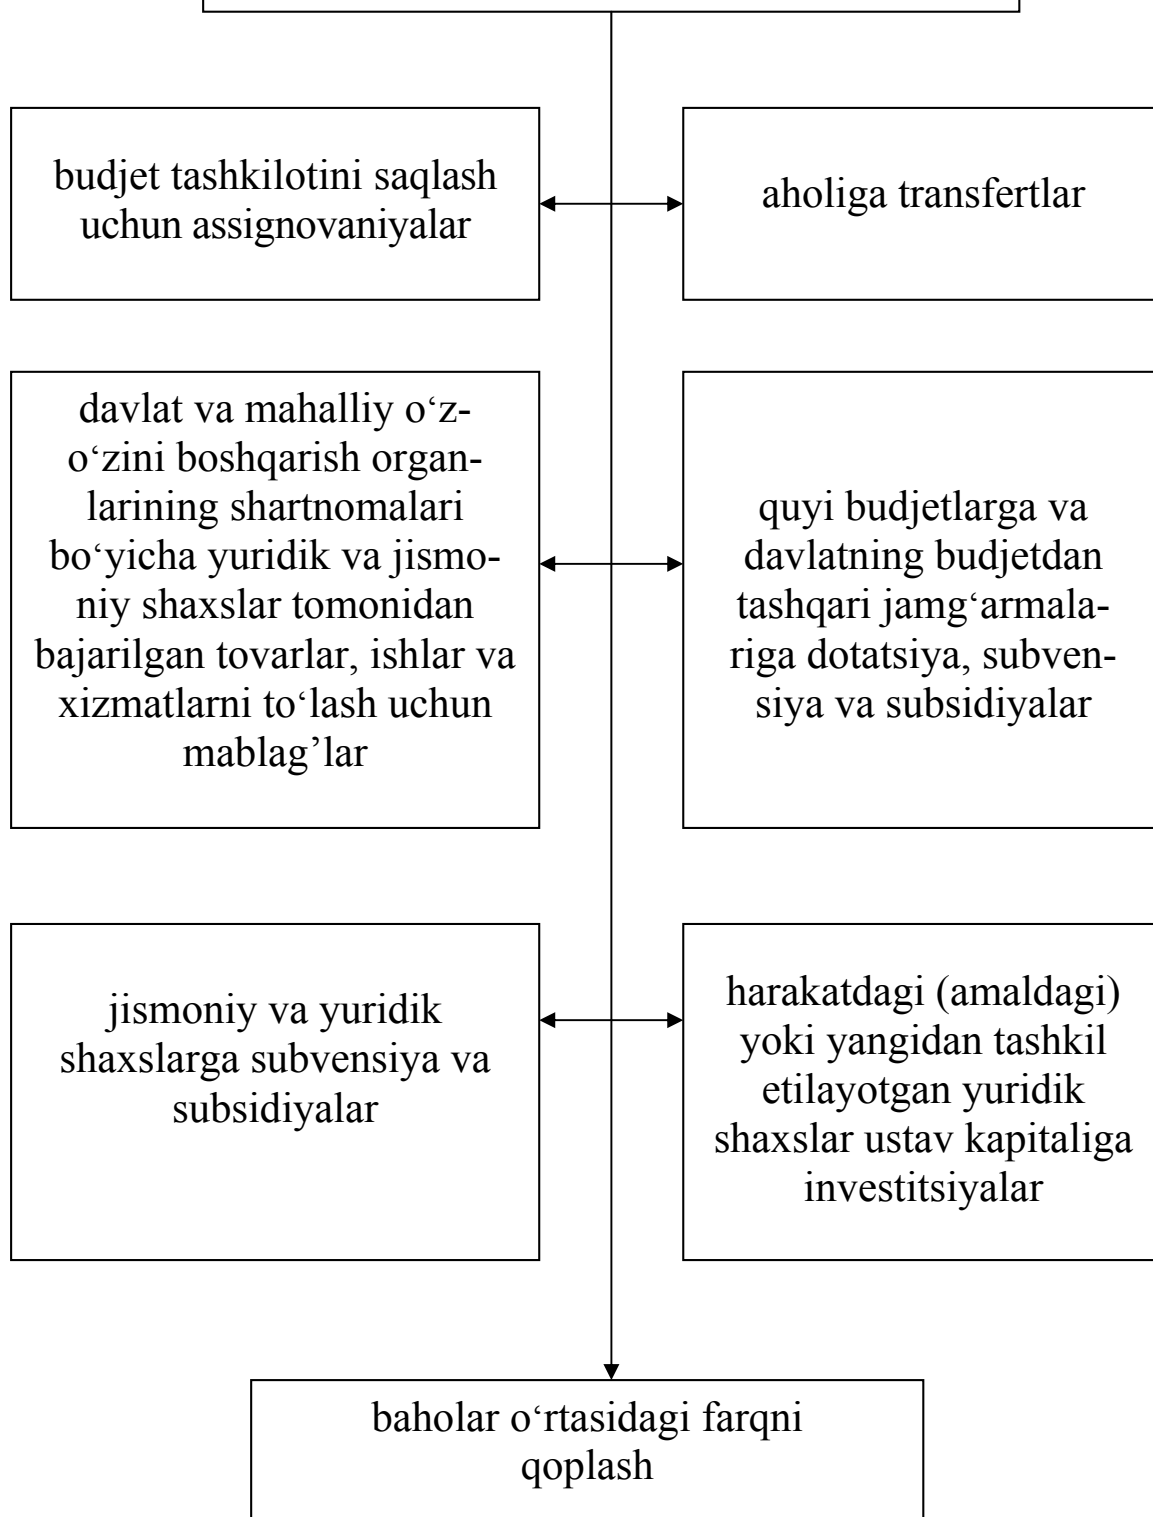 budjet tashkilotini saqlash
uchun assignovaniyalar
aholiga transfertlar
davlat va mahalliy o‘z-
o‘zini boshqarish organ-
larining shartnomalari
bo‘yicha yuridik va jismo-
niy shaxslar tomonidan
bajarilgan tovarlar, ishlar va
xizmatlarni to‘lash uchun
mablag’lar
quyi budjetlarga va
davlatning budjetdan
tashqari jamg‘armala-
riga dotatsiya, subven-
siya va subsidiyalar
jismoniy va yuridik
shaxslarga subvensiya va
subsidiyalar
harakatdagi (amaldagi)
yoki yangidan tashkil
etilayotgan yuridik
shaxslar ustav kapitaliga
investitsiyalar
baholar o‘rtasidagi farqni
qoplash